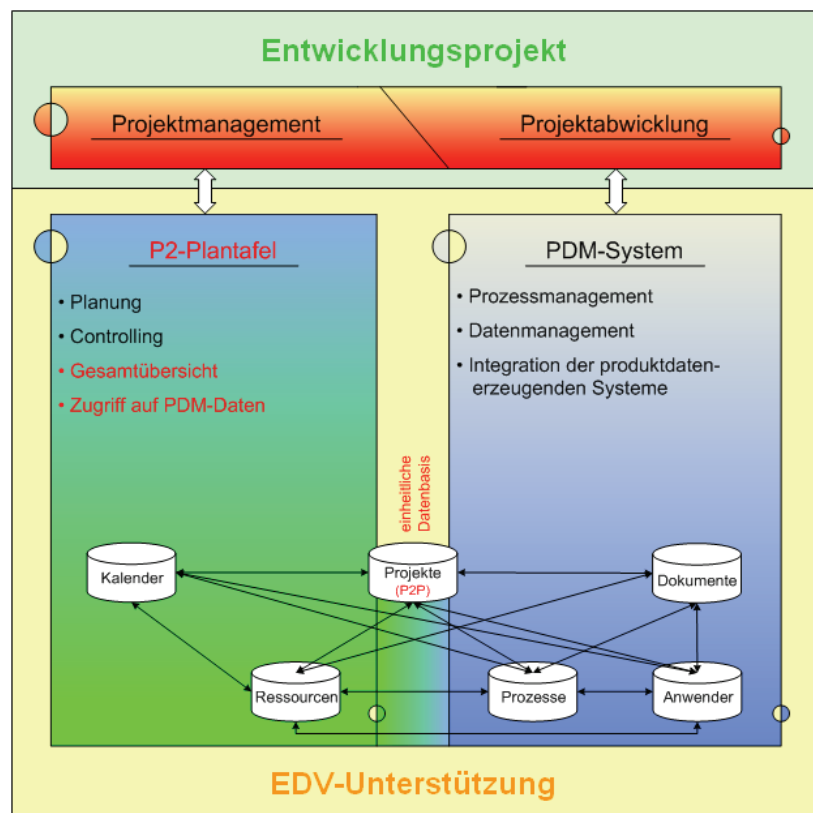 Entwicklungsprojekt
Projektmanagement
Projektabwicklung
P2-Plantafel
• Planung
• Controlling
• Gesamtübersicht
• Zugriff auf PDM-Daten
PDM-System
• Prozessmanagement
• Datenmanagement
• Integration der produktdaten-
erzeugenden Systeme
einheitliche
Datenbasis
Kalender
Projekte
(P2P)
Dokumente
Ressourcen
Prozesse
Anwender
EDV-Unterstützung